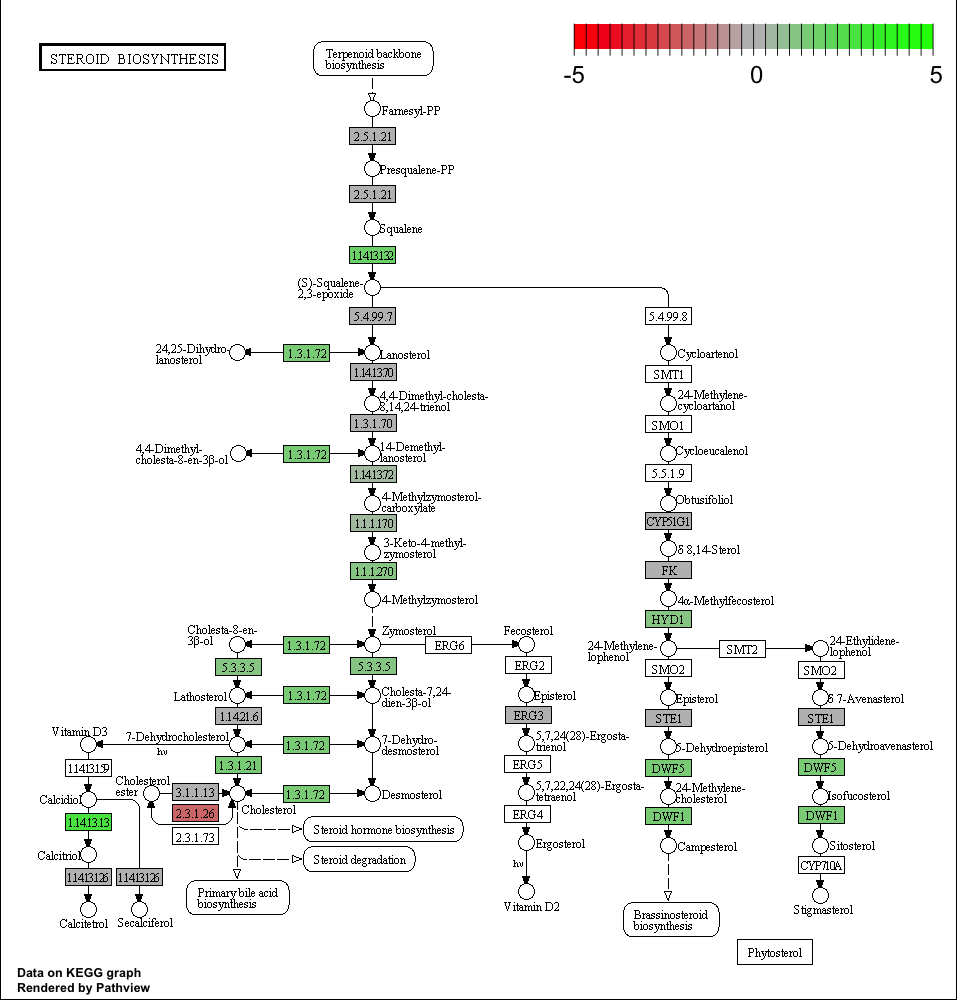 STEROID BIOSYNTHESIS
-5
0
5
Terpenoid backbone
biosynthesis
Farnesyl-PP
2.5.1.21
Presqualene-PP
2.5.1.21
Squalene
1.14.13.132
(S)-Squalene-
2,3-epoxide
5.4.99.7
5.4.99.8
24,25-Dihydro-
lanosterol
1.3.1.72
Lanosterol
Cycloartenol
1.14.13.70
SMT1
4,4-Dimethyl-cholesta-
8,14,24-trienol
24-Methylene-
cycloartanol
1.3.1.70
SMO1
4,4-Dimethyl-
cholesta-8-en-3β-ol
1.3.1.72
14-Demethyl-
lanosterol
Cycloeucalenol
1.14.13.72
5.5.1.9
4-Methylzymosterol-
carboxylate
Obtusifoliol
1.1.1.170
CYP51G1
3-Keto-4-methyl-
zymosterol
δ 8,14-Sterol
1.1.1.270
FK
4-Methylzymosterol
4α-Methylfecosterol
HYD1
Cholesta-8-en-
3β-ol
1.3.1.72
Zymosterol
ERG6
Fecosterol
24-Methylene-
lophenol
SMT2
24-Ethylidene-
lophenol
5.3.3.5
5.3.3.5
ERG2
SMO2
SMO2
Lathosterol
1.3.1.72
Cholesta-7,24-
dien-3β-ol
Episterol
Episterol
δ 7-Avenasterol
1.14.21.6
ERG3
STE1
STE1
Vitamin D3
7-Dehydrocholesterol
hν
1.3.1.72
7-Dehydro-
desmosterol
5,7,24(28)-Ergosta-
trienol
5-Dehydroepisterol
5-Dehydroavenasterol
1.14.13.159
1.3.1.21
ERG5
DWF5
DWF5
Calcidiol
Cholesterol
ester
3.1.1.13
Cholesterol
1.3.1.72
Desmosterol
5,7,22,24(28)-Ergosta-
tetraenol
24-Methylene-
cholesterol
Isofucosterol
1.14.13.13
2.3.1.26
2.3.1.73
ERG4
DWF1
DWF1
Steroid hormone biosynthesis
Calcitriol
Steroid degradation
Ergosterol
Campesterol
Sitosterol
hν
CYP710A
1.14.13.126
1.14.13.126
Primary bile acid
biosynthesis
Calcitetrol
Secalciferol
Vitamin D2
Brassinosteroid
biosynthesis
Stigmasterol
Phytosterol
Data on KEGG graph
Rendered by Pathview